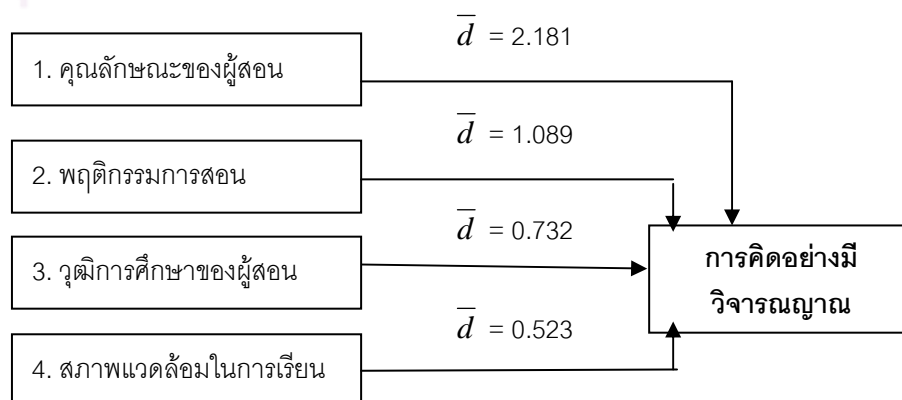 d̅ = 2.181
1. คุณลักษณะของผู้สอน
d̅ = 1.089
2. พฤติกรรมการสอน
d̅ = 0.732
3. วุฒิการศึกษาของผู้สอน
การคิดอย่างมี
วิจารณญาณ
d̅ = 0.523
4. สภาพแวดล้อมในการเรียน